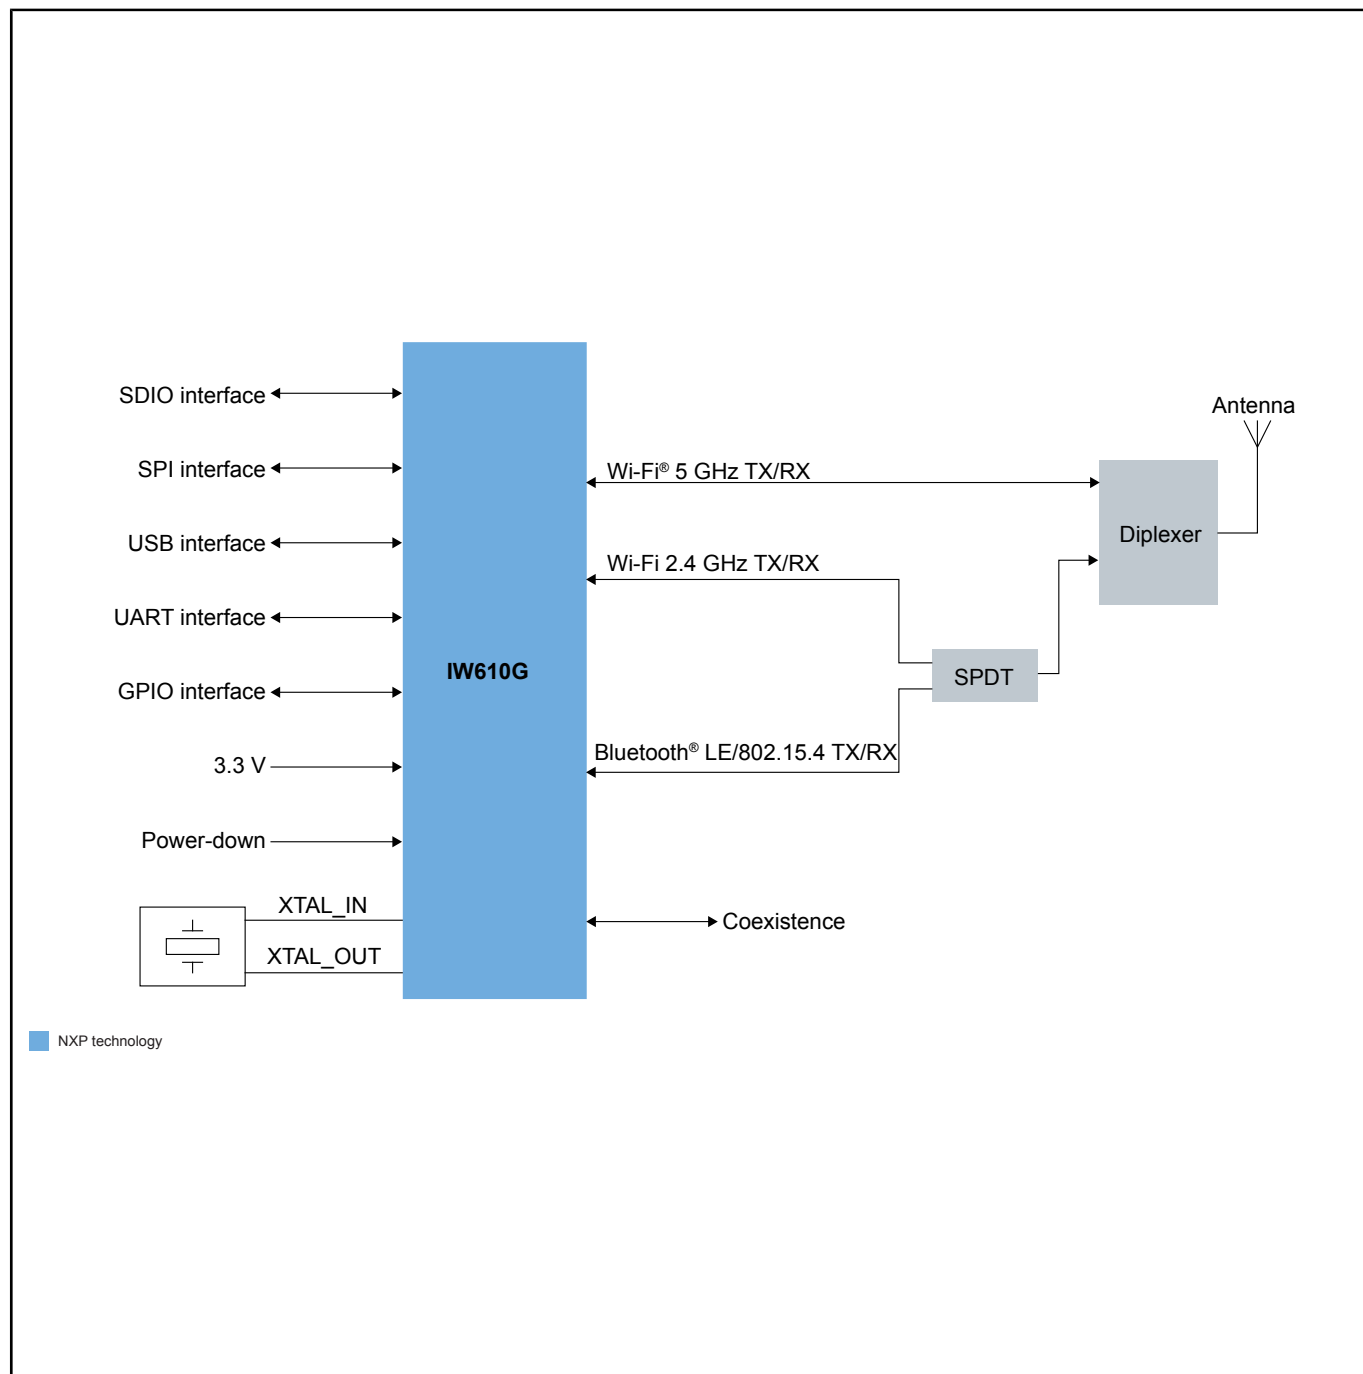 SDIO interface
SPI interface
USB interface
UART interface
GPIO interface
3.3 V
Power-down
XTAL_IN
XTAL_OUT
IW610G
Wi-Fi® 5 GHz TX/RX
Wi-Fi 2.4 GHz TX/RX
Bluetooth® LE/802.15.4 TX/RX
Coexistence
SPDT
Diplexer
Antenna
NXP technology